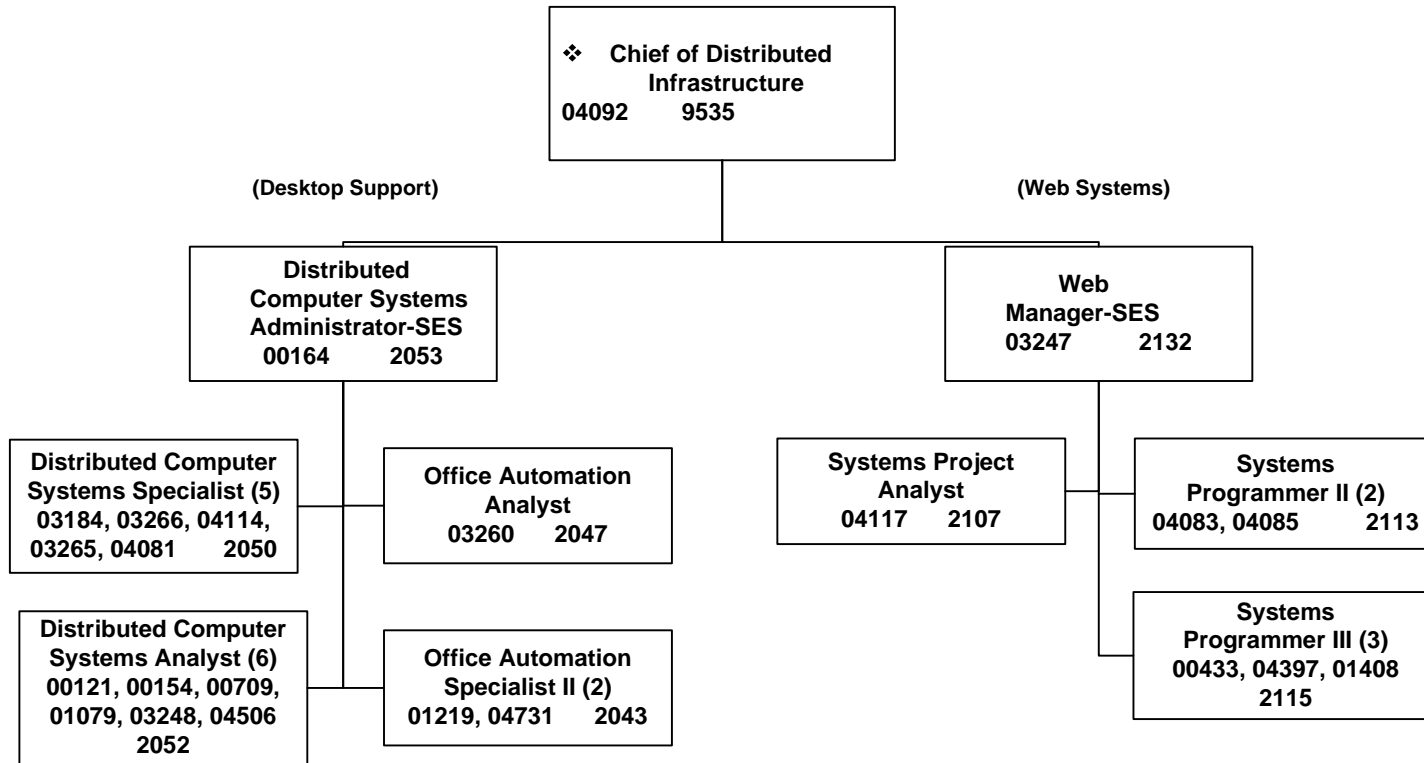 ❖ Chief of Distributed
Infrastructure
04092 9535
(Desktop Support)
(Web Systems)
Distributed
Computer Systems
Administrator-SES
00164 2053
Web
Manager-SES
03247 2132
Distributed Computer
Systems Specialist (5)
03184, 03266, 04114,
03265, 04081 2050
Office Automation
Analyst
03260 2047
Systems Project
Analyst
04117 2107
Systems
Programmer II (2)
04083, 04085 2113
Distributed Computer
Systems Analyst (6)
00121, 00154, 00709,
01079, 03248, 04506
2052
Office Automation
Specialist II (2)
01219, 04731 2043
Systems
Programmer III (3)
00433, 04397, 01408
2115